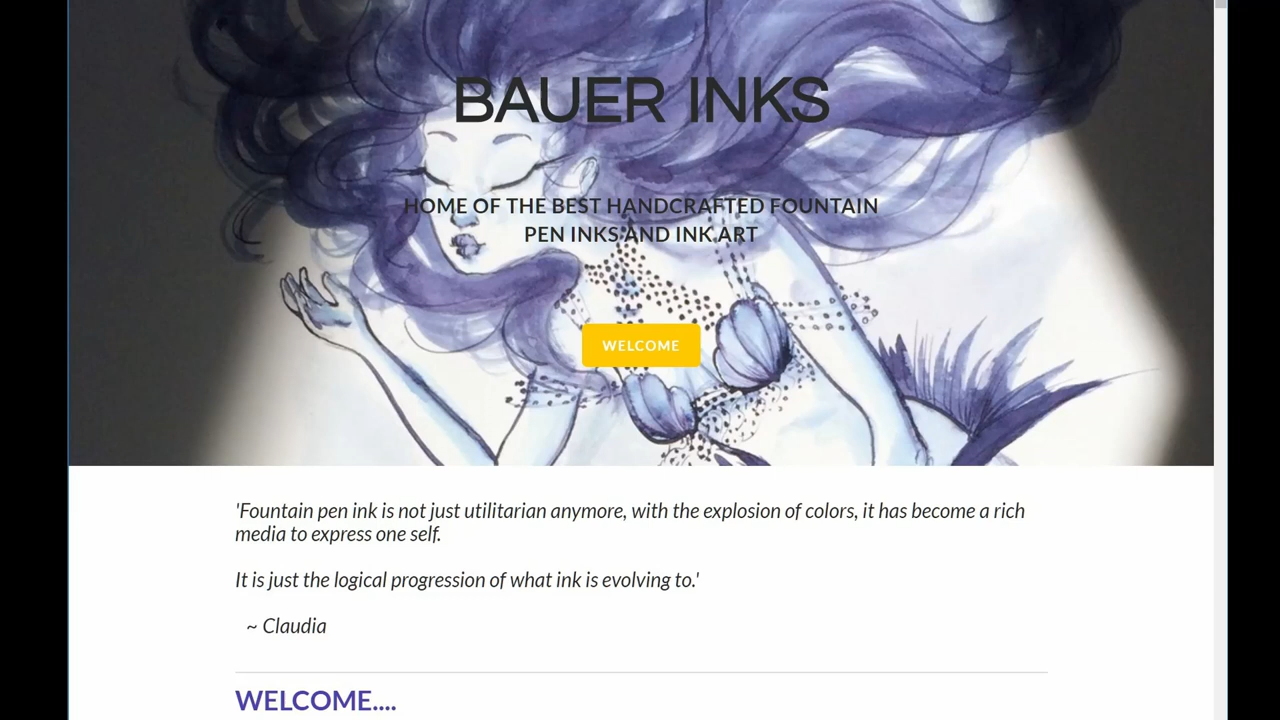 BAUER INKS
HOME OF THE BEST HANDCRAFTED FOUNTAIN
PEN INKS AND INK ART
WELCOME
'Fountain pen ink is not just utilitarian anymore, with the explosion of colors, it has become a rich
media to express one self.
It is just the logical progression of what ink is evolving to.'
~ Claudia
WELCOME....